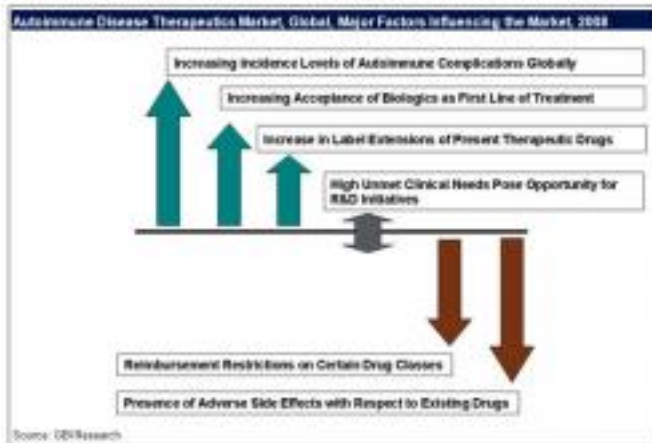 Autoimmune Disease Therapeutics Market, Global, Major Factors Influencing the Market, 2008
Increasing Incidence Levels of Autoimmune Complications Globally
Increasing Acceptance of Biologics as First Line of Treatment
Increase in Label Extensions of Present Therapeutic Drugs
High Unmet Clinical Needs Pose Opportunity for
R&D Initiatives
Reimbursement Restrictions on Certain Drug Classes
Presence of Adverse Side Effects with Respect to Existing Drugs
Source: GBI Research